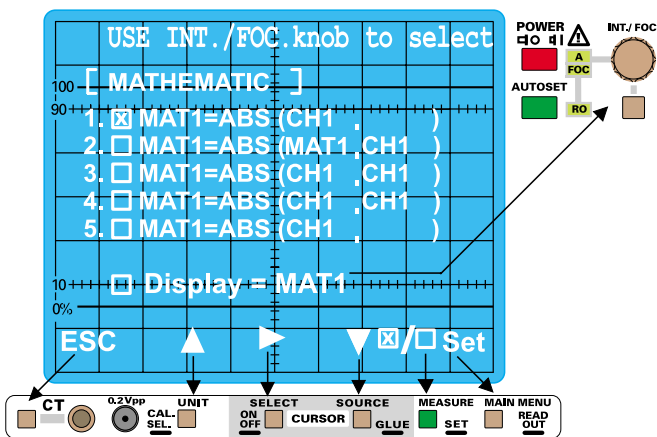 USE INT./FOC.knob to select
POWER
INT./ FOC
A
FOC
AUTOSET
RO
100
[ MATHEMATIC ]
90
1. ☒ MAT1=ABS (CH1 , )
2. ☐ MAT1=ABS (MAT1 , CH1 )
3. ☐ MAT1=ABS (CH1 , CH1 )
4. ☐ MAT1=ABS (CH1 , CH1 )
5. ☐ MAT1=ABS (CH1 , )
10
☐ Display = MAT1
0%
ESC ▲ ▶ ▼ ☒/☐ Set
CT
0.2Vpp
CAL.
SEL.
UNIT
SELECT
ON
OFF
CURSOR
SOURCE
GLUE
MEASURE
SET
MAIN MENU
READ
OUT